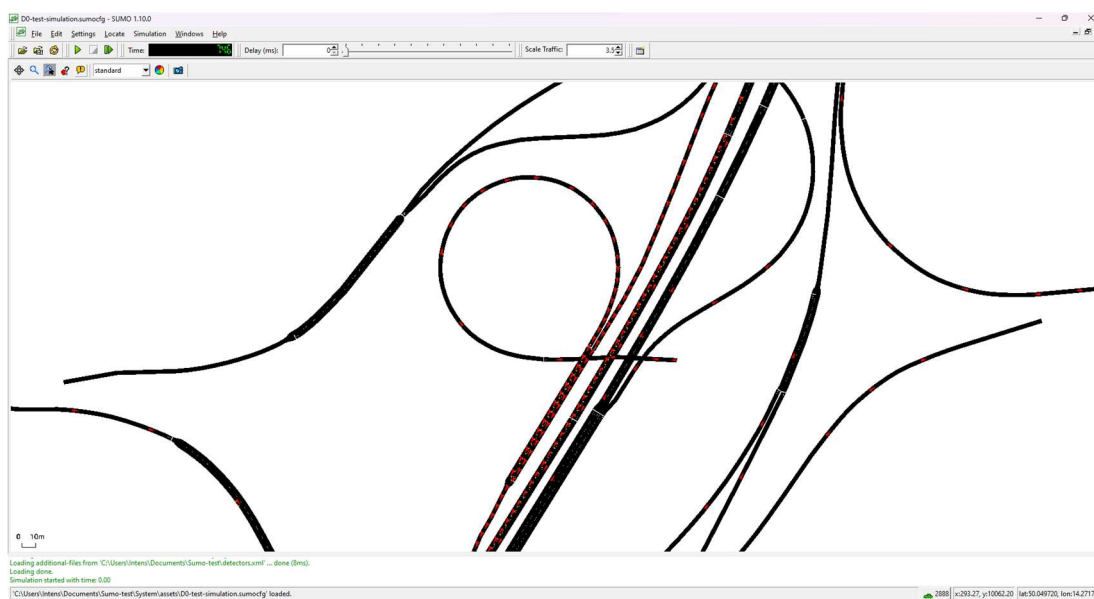 D0-test-simulation.sumocfg - SUMO 1.10.0
File Edit Settings Locate Simulation Windows Help
Time: 746 Delay (ms): 0 Scale Traffic: 3.5
standard
0 10m
Loading additional-files from 'C:\Users\Intens\Documents\Sumo-test\detectors.xml' ... done (8ms).
Loading done.
Simulation started with time: 0.00
'C:\Users\Intens\Documents\Sumo-test\System\assets\D0-test-simulation.sumocfg' loaded.
2888 x:293.27, y:10062.20 lat:50.049720, lon:14.2717